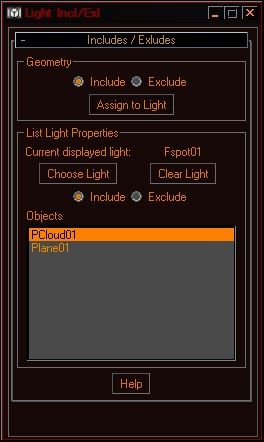 Light Incl/Exl
- Includes / Exludes
Geometry
Include Exclude
Assign to Light
List Light Properties
Current displayed light: Fspot01
Choose Light Clear Light
Include Exclude
Objects:
PCloud01
Plane01
Help